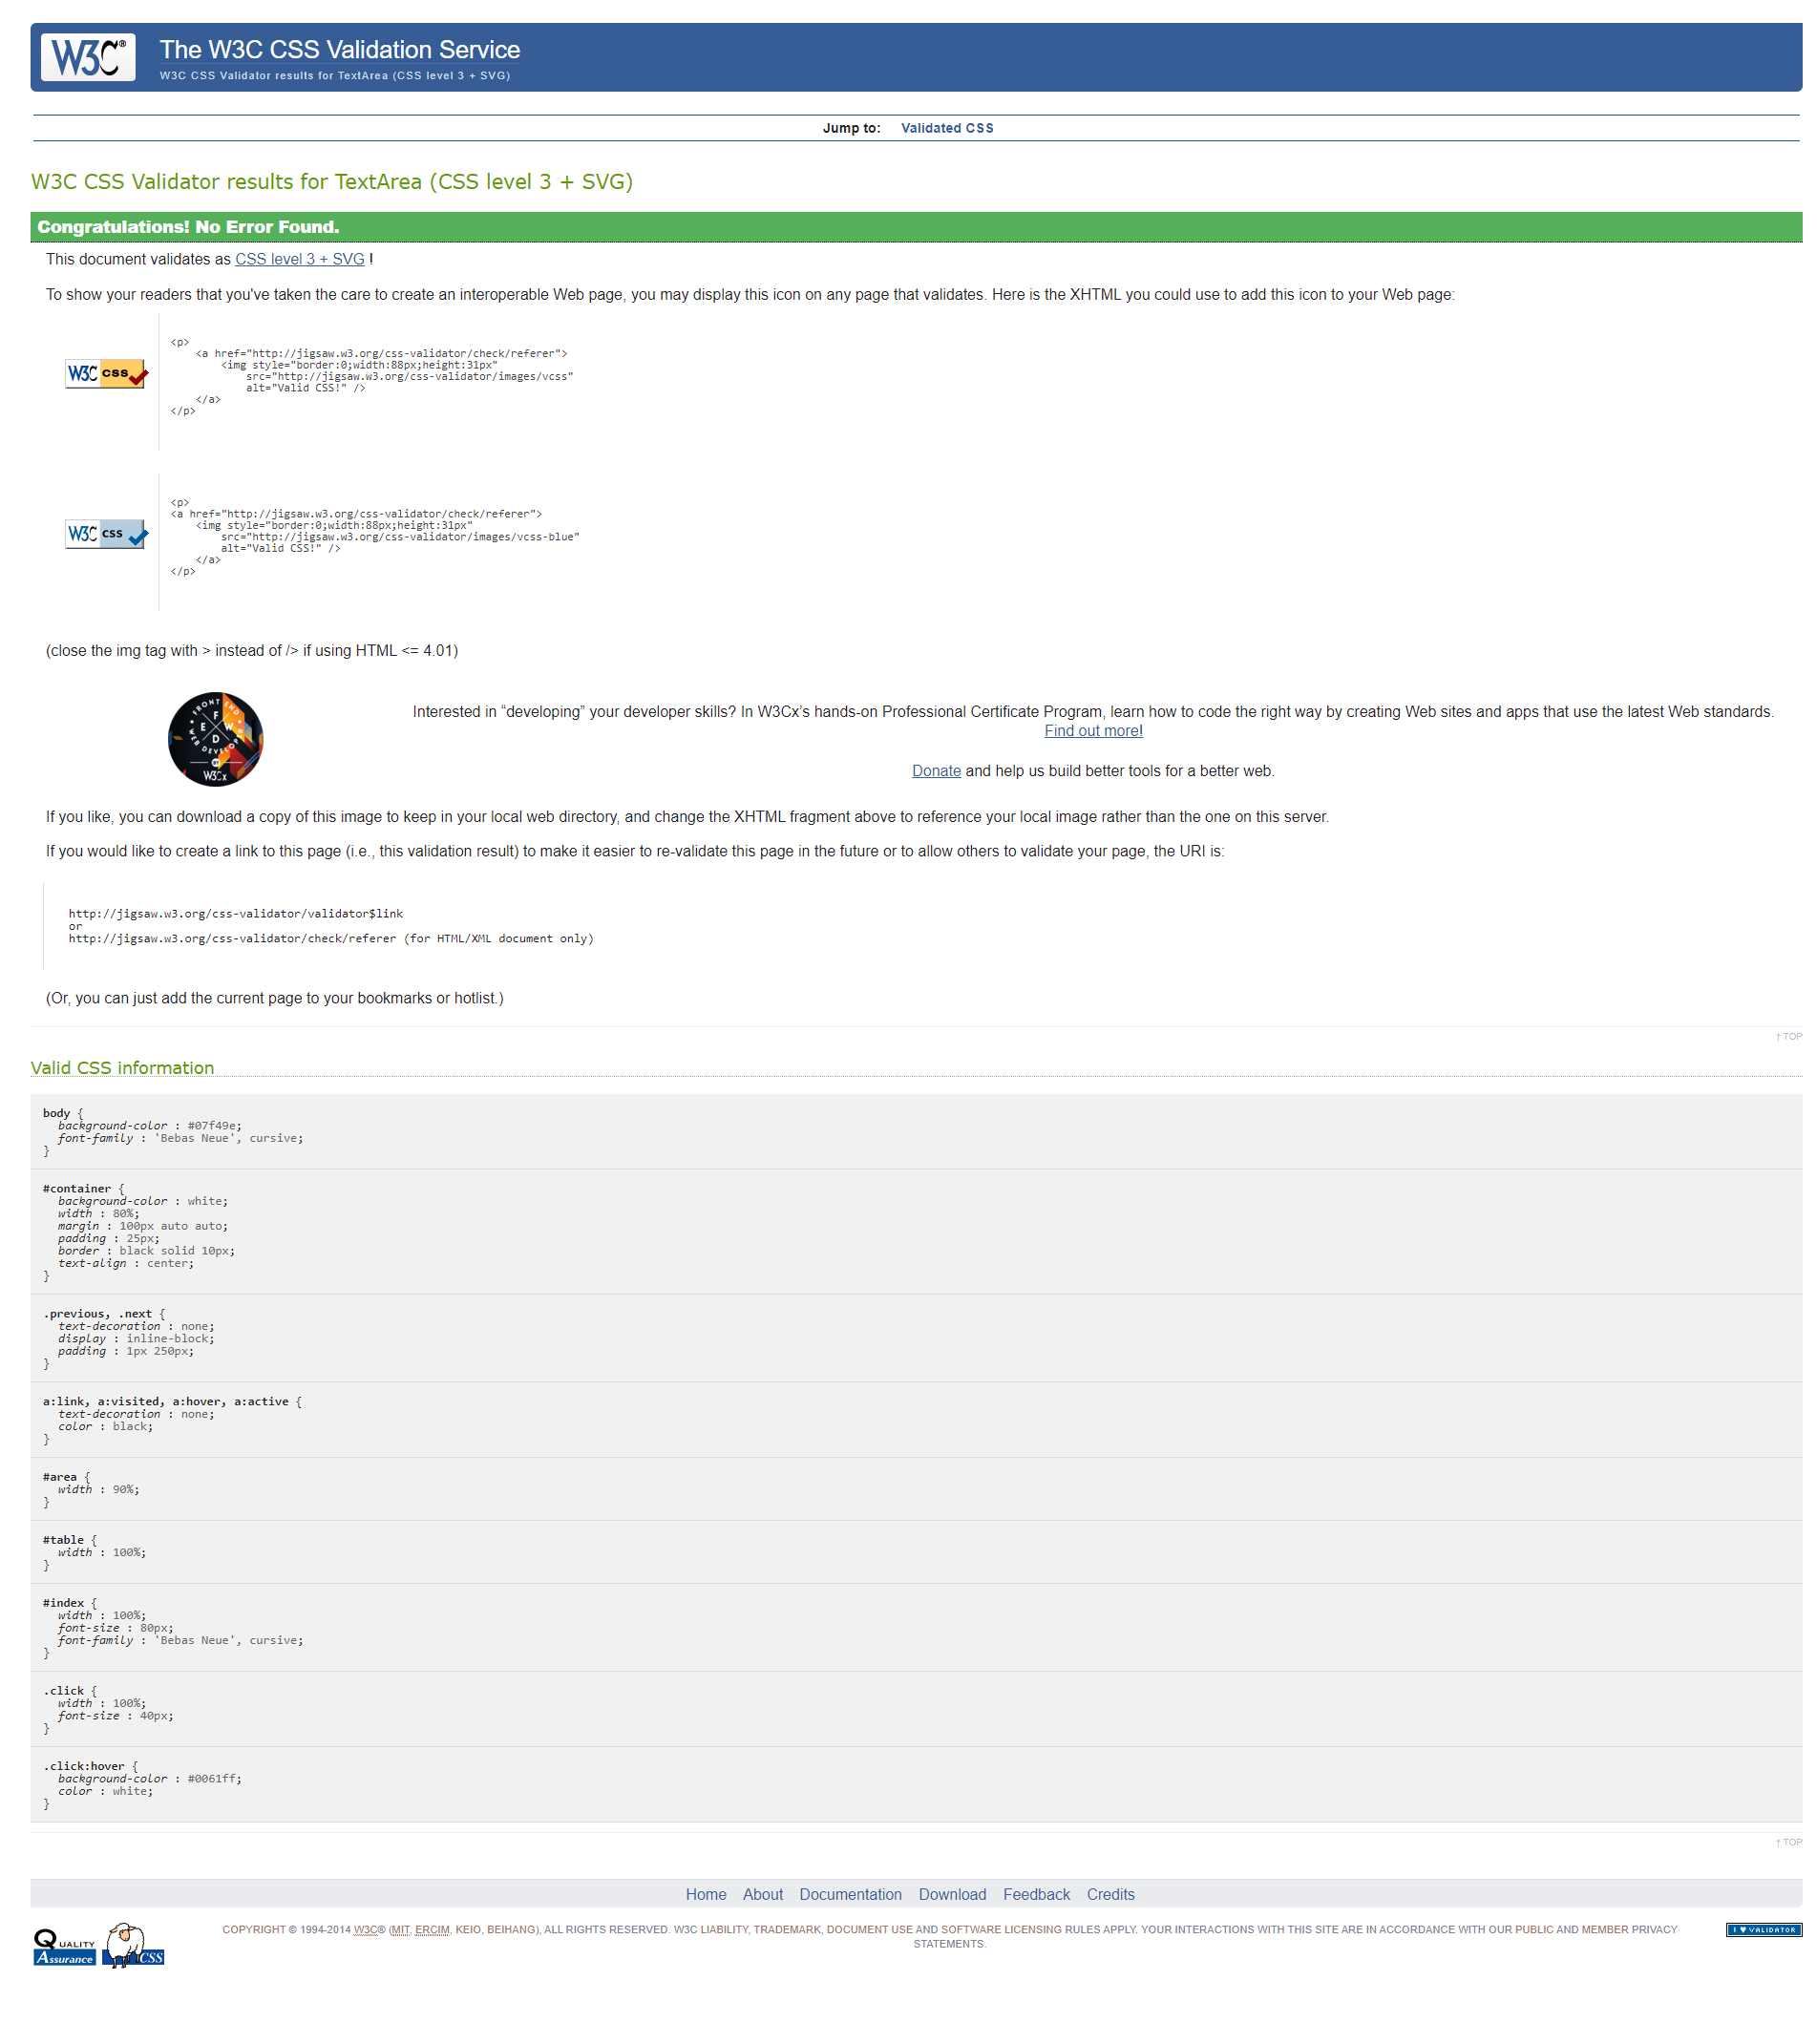 W3C®
The W3C CSS Validation Service
W3C CSS Validator results for TextArea (CSS level 3 + SVG)
Jump to: Validated CSS
W3C CSS Validator results for TextArea (CSS level 3 + SVG)
Congratulations! No Error Found.
This document validates as CSS level 3 + SVG !
To show your readers that you've taken the care to create an interoperable Web page, you may display this icon on any page that validates. Here is the XHTML you could use to add this icon to your Web page:
W3C css
<p>
<a href="http://jigsaw.w3.org/css-validator/check/referer">
<img style="border:0;width:88px;height:31px"
src="http://jigsaw.w3.org/css-validator/images/vcss"
alt="Valid CSS!" />
</a>
</p>
W3C css
<p>
<a href="http://jigsaw.w3.org/css-validator/check/referer">
<img style="border:0;width:88px;height:31px"
src="http://jigsaw.w3.org/css-validator/images/vcss-blue"
alt="Valid CSS!" />
</a>
</p>
(close the img tag with > instead of /> if using HTML <= 4.01)
FRONT END
F
E W
D
WEB DEVELOPER
W3Cx
Interested in “developing” your developer skills? In W3Cx’s hands-on Professional Certificate Program, learn how to code the right way by creating Web sites and apps that use the latest Web standards.
Find out more!
Donate and help us build better tools for a better web.
If you like, you can download a copy of this image to keep in your local web directory, and change the XHTML fragment above to reference your local image rather than the one on this server.
If you would like to create a link to this page (i.e., this validation result) to make it easier to re-validate this page in the future or to allow others to validate your page, the URI is:
http://jigsaw.w3.org/css-validator/validator$link
or
http://jigsaw.w3.org/css-validator/check/referer (for HTML/XML document only)
(Or, you can just add the current page to your bookmarks or hotlist.)
↑ TOP
Valid CSS information
body {
background-color : #07f49e;
font-family : 'Bebas Neue', cursive;
}
#container {
background-color : white;
width : 80%;
margin : 100px auto auto;
padding : 25px;
border : black solid 10px;
text-align : center;
}
.previous, .next {
text-decoration : none;
display : inline-block;
padding : 1px 250px;
}
a:link, a:visited, a:hover, a:active {
text-decoration : none;
color : black;
}
#area {
width : 90%;
}
#table {
width : 100%;
}
#index {
width : 100%;
font-size : 80px;
font-family : 'Bebas Neue', cursive;
}
.click {
width : 100%;
font-size : 40px;
}
.click:hover {
background-color : #0061ff;
color : white;
}
↑ TOP
Home About Documentation Download Feedback Credits
QUALITY
Assurance
CSS
COPYRIGHT © 1994-2014 W3C® (MIT, ERCIM, KEIO, BEIHANG), ALL RIGHTS RESERVED. W3C LIABILITY, TRADEMARK, DOCUMENT USE AND SOFTWARE LICENSING RULES APPLY. YOUR INTERACTIONS WITH THIS SITE ARE IN ACCORDANCE WITH OUR PUBLIC AND MEMBER PRIVACY
STATEMENTS.
I ♥ VALIDATOR